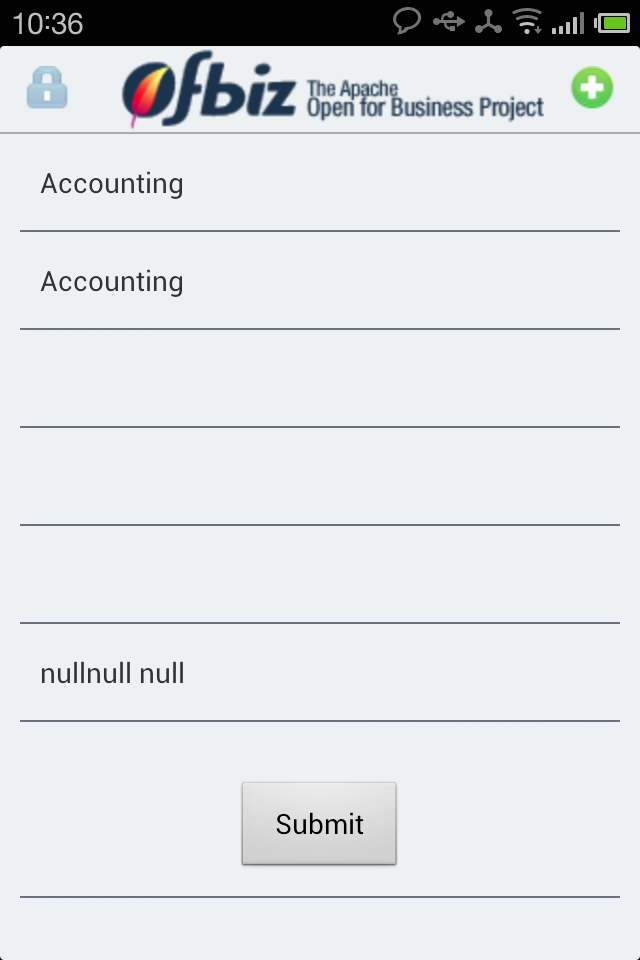 10:36
Ofbiz
The Apache
Open for Business Project
Accounting
Accounting
nullnull null
Submit